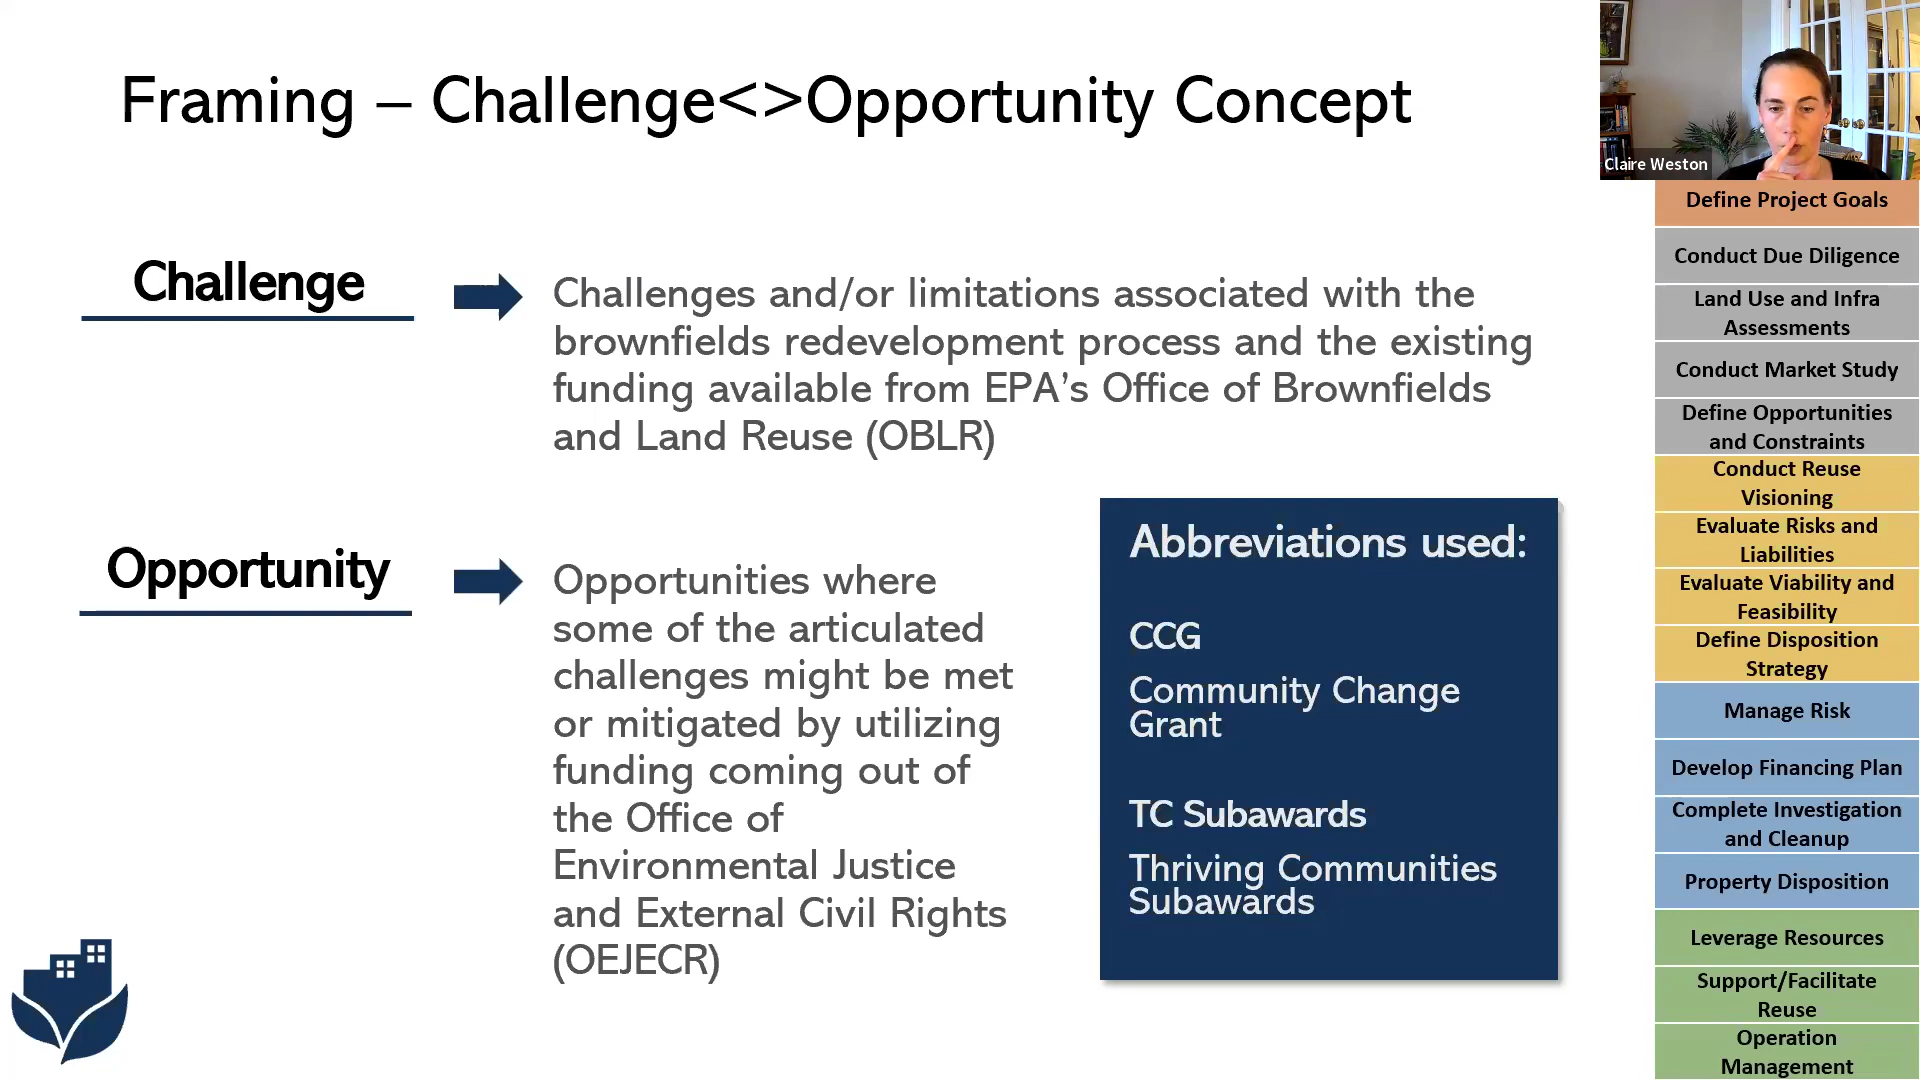 Framing – Challenge<>Opportunity Concept
Claire Weston
Challenge
Challenges and/or limitations associated with the
brownfields redevelopment process and the existing
funding available from EPA’s Office of Brownfields
and Land Reuse (OBLR)
Opportunity
Opportunities where
some of the articulated
challenges might be met
or mitigated by utilizing
funding coming out of
the Office of
Environmental Justice
and External Civil Rights
(OEJECR)
Abbreviations used:
CCG
Community Change
Grant
TC Subawards
Thriving Communities
Subawards
Define Project Goals
Conduct Due Diligence
Land Use and Infra
Assessments
Conduct Market Study
Define Opportunities
and Constraints
Conduct Reuse
Visioning
Evaluate Risks and
Liabilities
Evaluate Viability and
Feasibility
Define Disposition
Strategy
Manage Risk
Develop Financing Plan
Complete Investigation
and Cleanup
Property Disposition
Leverage Resources
Support/Facilitate
Reuse
Operation
Management